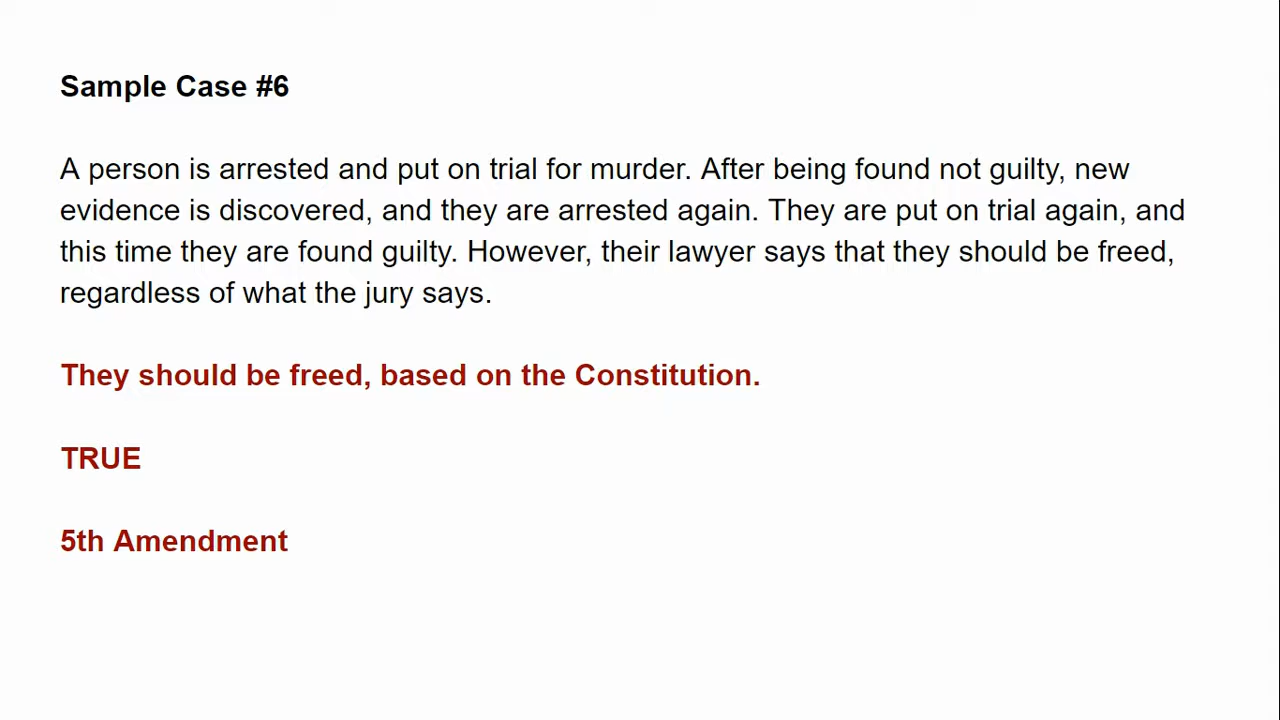 Sample Case #6
A person is arrested and put on trial for murder. After being found not guilty, new
evidence is discovered, and they are arrested again. They are put on trial again, and
this time they are found guilty. However, their lawyer says that they should be freed,
regardless of what the jury says.
They should be freed, based on the Constitution.
TRUE
5th Amendment